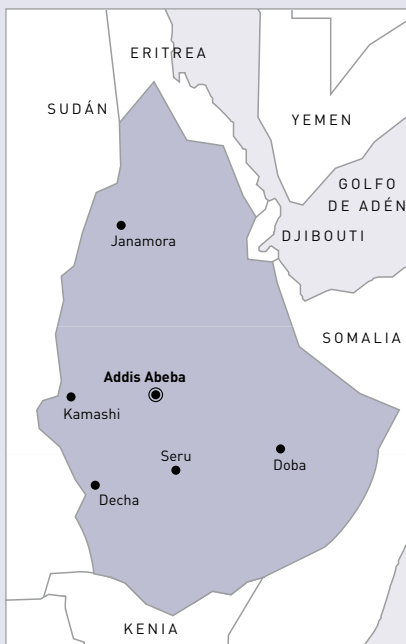 ERITREA
SUDÁN
YEMEN
GOLFO
DE ADÉN
DJIBOUTI
Janamora
SOMALIA
Addis Abeba
Kamashi
Seru
Doba
Decha
KENIA